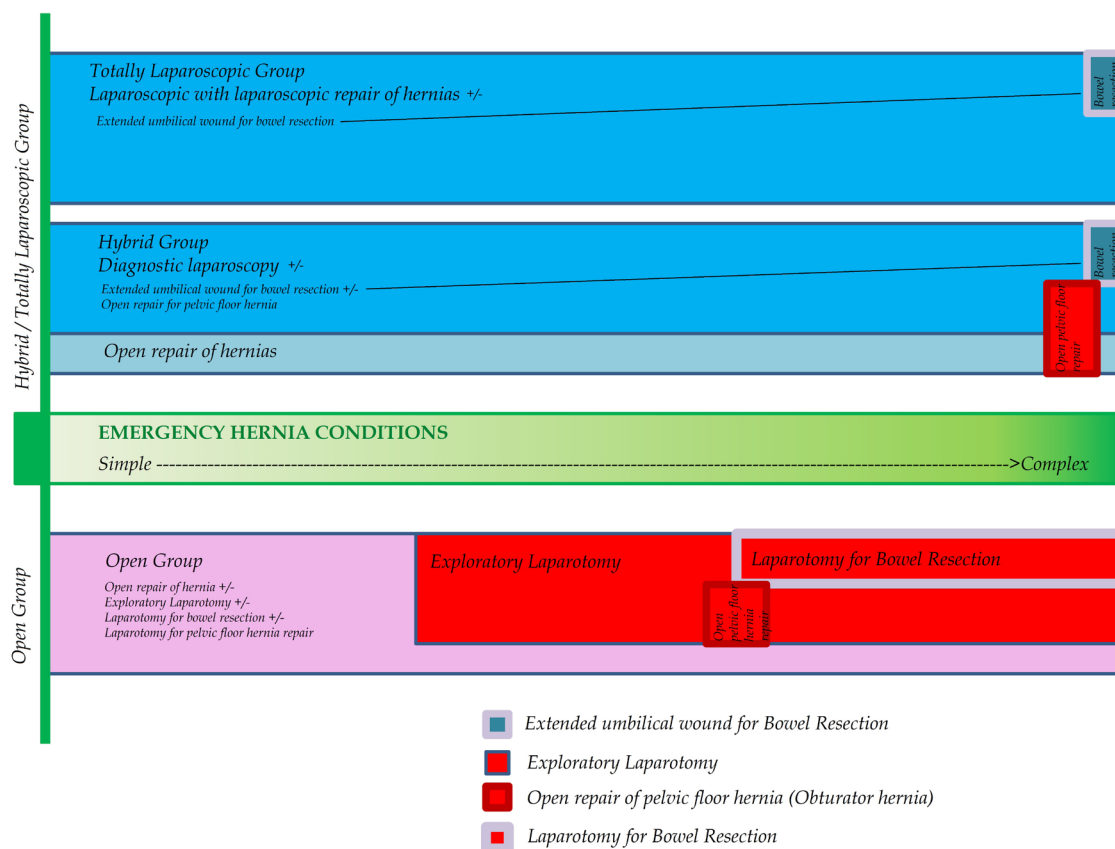 Hybrid / Totally Laparoscopic Group
Totally Laparoscopic Group
Laparoscopic with laparoscopic repair of hernias +/-
Extended umbilical wound for bowel resection
Bowel
Hybrid Group
Diagnostic laparoscopy +/-
Extended umbilical wound for bowel resection +/-
Open repair for pelvic floor hernia
Bowel
Open repair of hernias
Open pelvic floor
repair
EMERGENCY HERNIA CONDITIONS
Simple ------------------------------------------------------------------------>Complex
Open Group
Open Group
Open repair of hernia +/-
Exploratory Laparotomy +/-
Laparotomy for bowel resection +/-
Laparotomy for pelvic floor hernia repair
Exploratory Laparotomy
Laparotomy for Bowel Resection
Open
pelvic floor
hernia
repair
Extended umbilical wound for Bowel Resection
Exploratory Laparotomy
Open repair of pelvic floor hernia (Obturator hernia)
Laparotomy for Bowel Resection